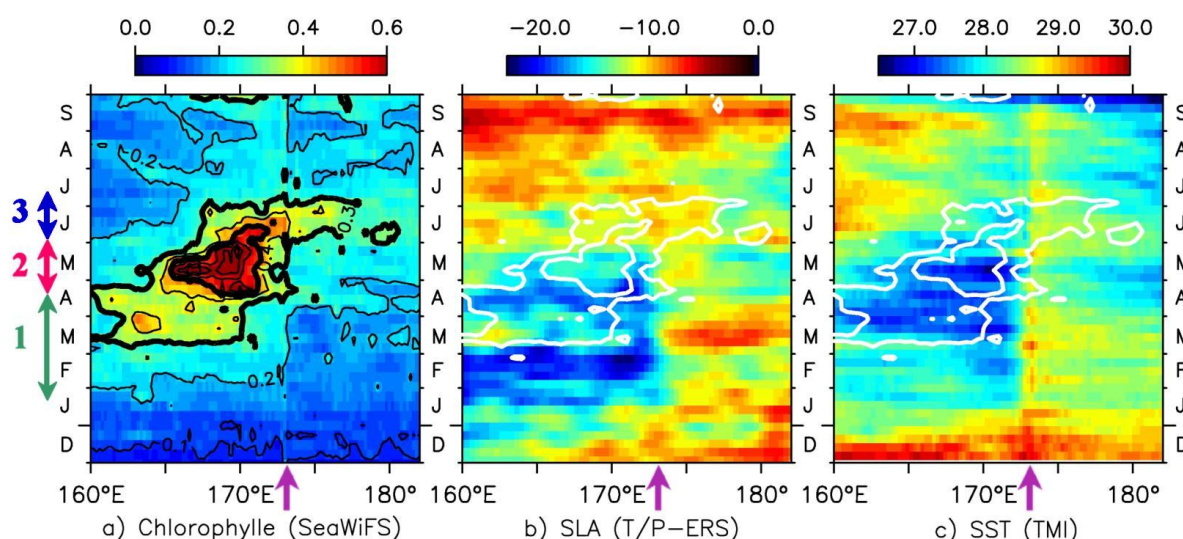 0.0 0.2 0.4 0.6
-20.0 -10.0 0.0
27.0 28.0 29.0 30.0
S A J J M A M F J D
S A J J M A M F J D
S A J J M A M F J D
3
2
1
0.2
0.3
0.2
0.1
160°E 170°E 180°
160°E 170°E 180°
160°E 170°E 180°
a) Chlorophylle (SeaWiFS) b) SLA (T/P-ERS) c) SST (TMI)